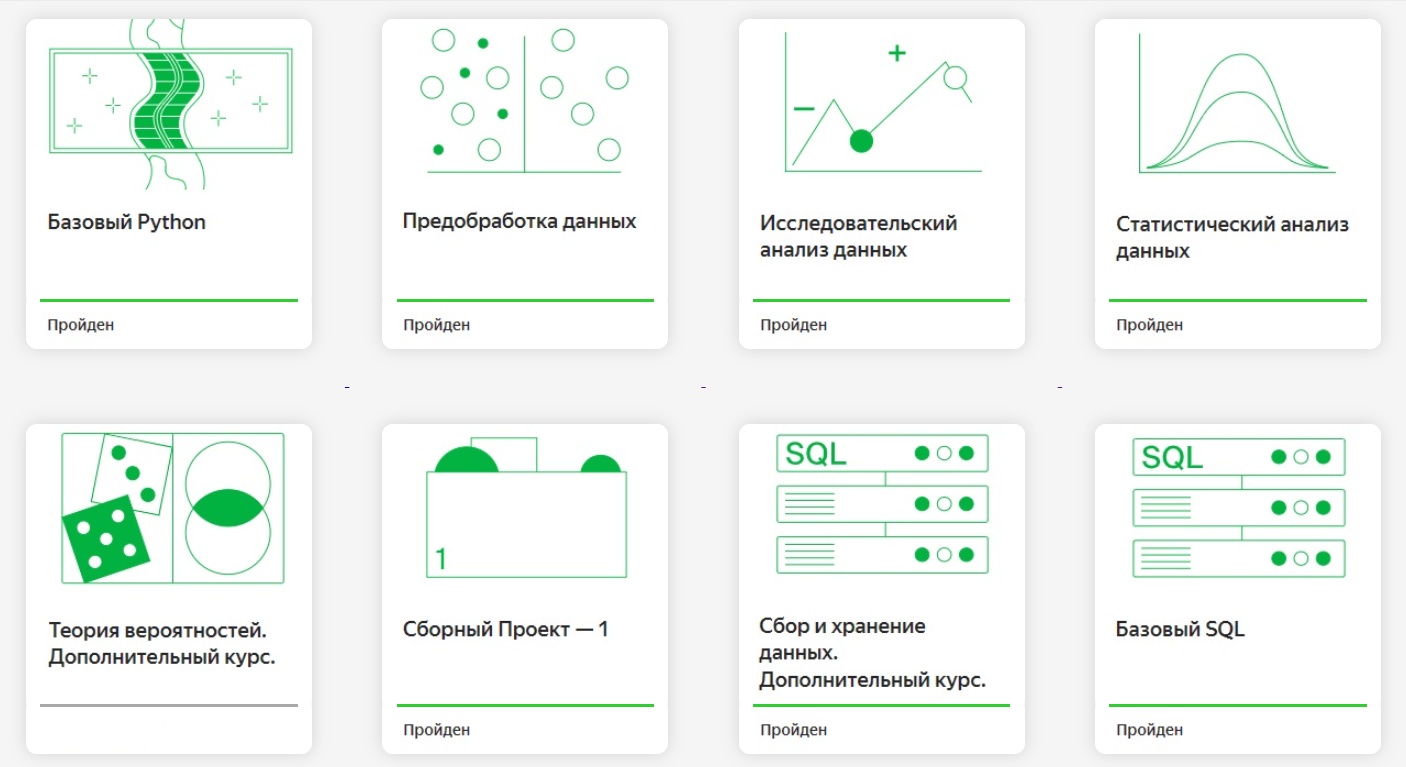 Базовый Python
Пройден
Предобработка данных
Пройден
Исследовательский
анализ данных
Пройден
Статистический анализ
данных
Пройден
Теория вероятностей.
Дополнительный курс.
1
Сборный Проект — 1
Пройден
SQL
Сбор и хранение
данных.
Дополнительный курс.
Пройден
SQL
Базовый SQL
Пройден